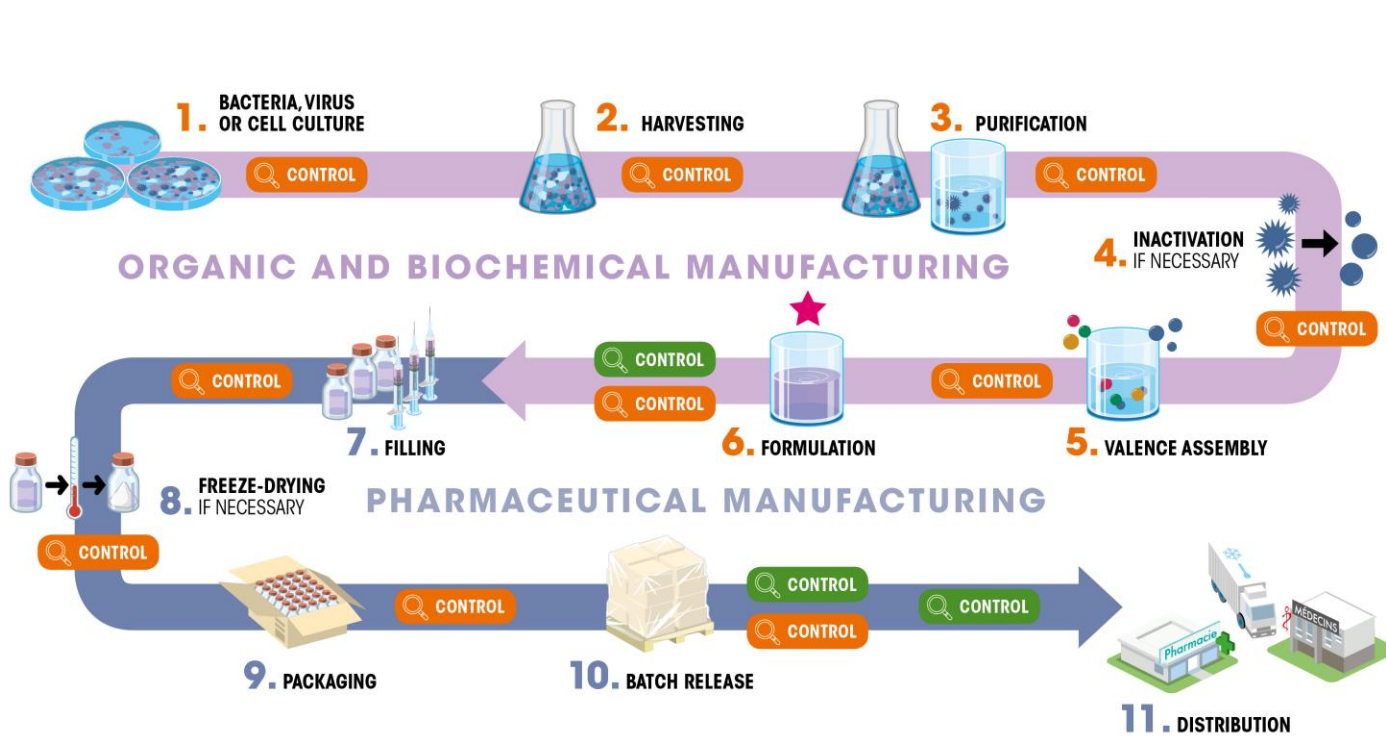 1. BACTERIA, VIRUS
OR CELL CULTURE
CONTROL
2. HARVESTING
CONTROL
3. PURIFICATION
CONTROL
4. INACTIVATION
IF NECESSARY
CONTROL
ORGANIC AND BIOCHEMICAL MANUFACTURING
5. VALENCE ASSEMBLY
CONTROL
6. FORMULATION
CONTROL
CONTROL
7. FILLING
CONTROL
8. FREEZE-DRYING
IF NECESSARY
CONTROL
PHARMACEUTICAL MANUFACTURING
9. PACKAGING
CONTROL
10. BATCH RELEASE
CONTROL
CONTROL
CONTROL
Pharmacie
MÉDECINS
11. DISTRIBUTION